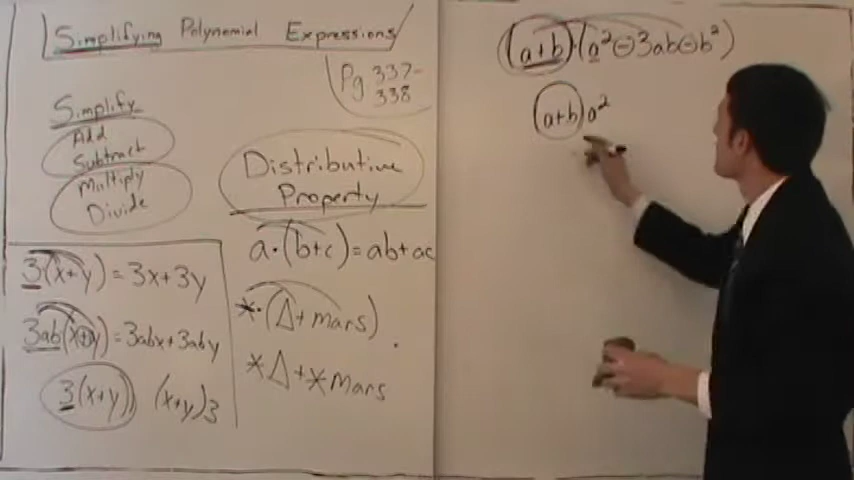 Simplifying Polynomial Expressions
Pg 337-
338
Simplify
Add
Subtract
Multiply
Divide
Distributive
Property
a·(b+c)=ab+ac
*·(Δ+mars)
*Δ+*Mars
3(x+y)=3x+3y
3ab(x+y)=3abx+3aby
3(x+y) (x+y)3
(a+b)·(a²-3ab-b²)
(a+b)a²